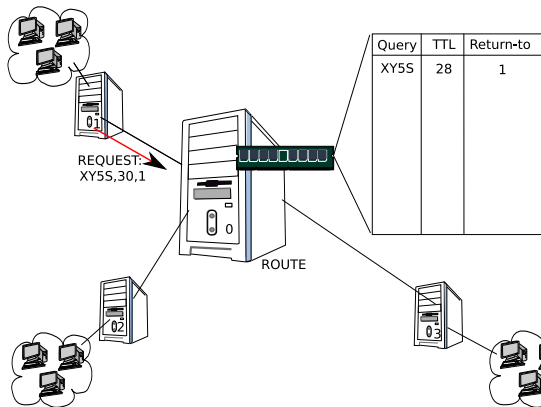 Query TTL Return-to
XY5S 28 1
1
REQUEST:
XY5S,30,1
0
ROUTE
2
3